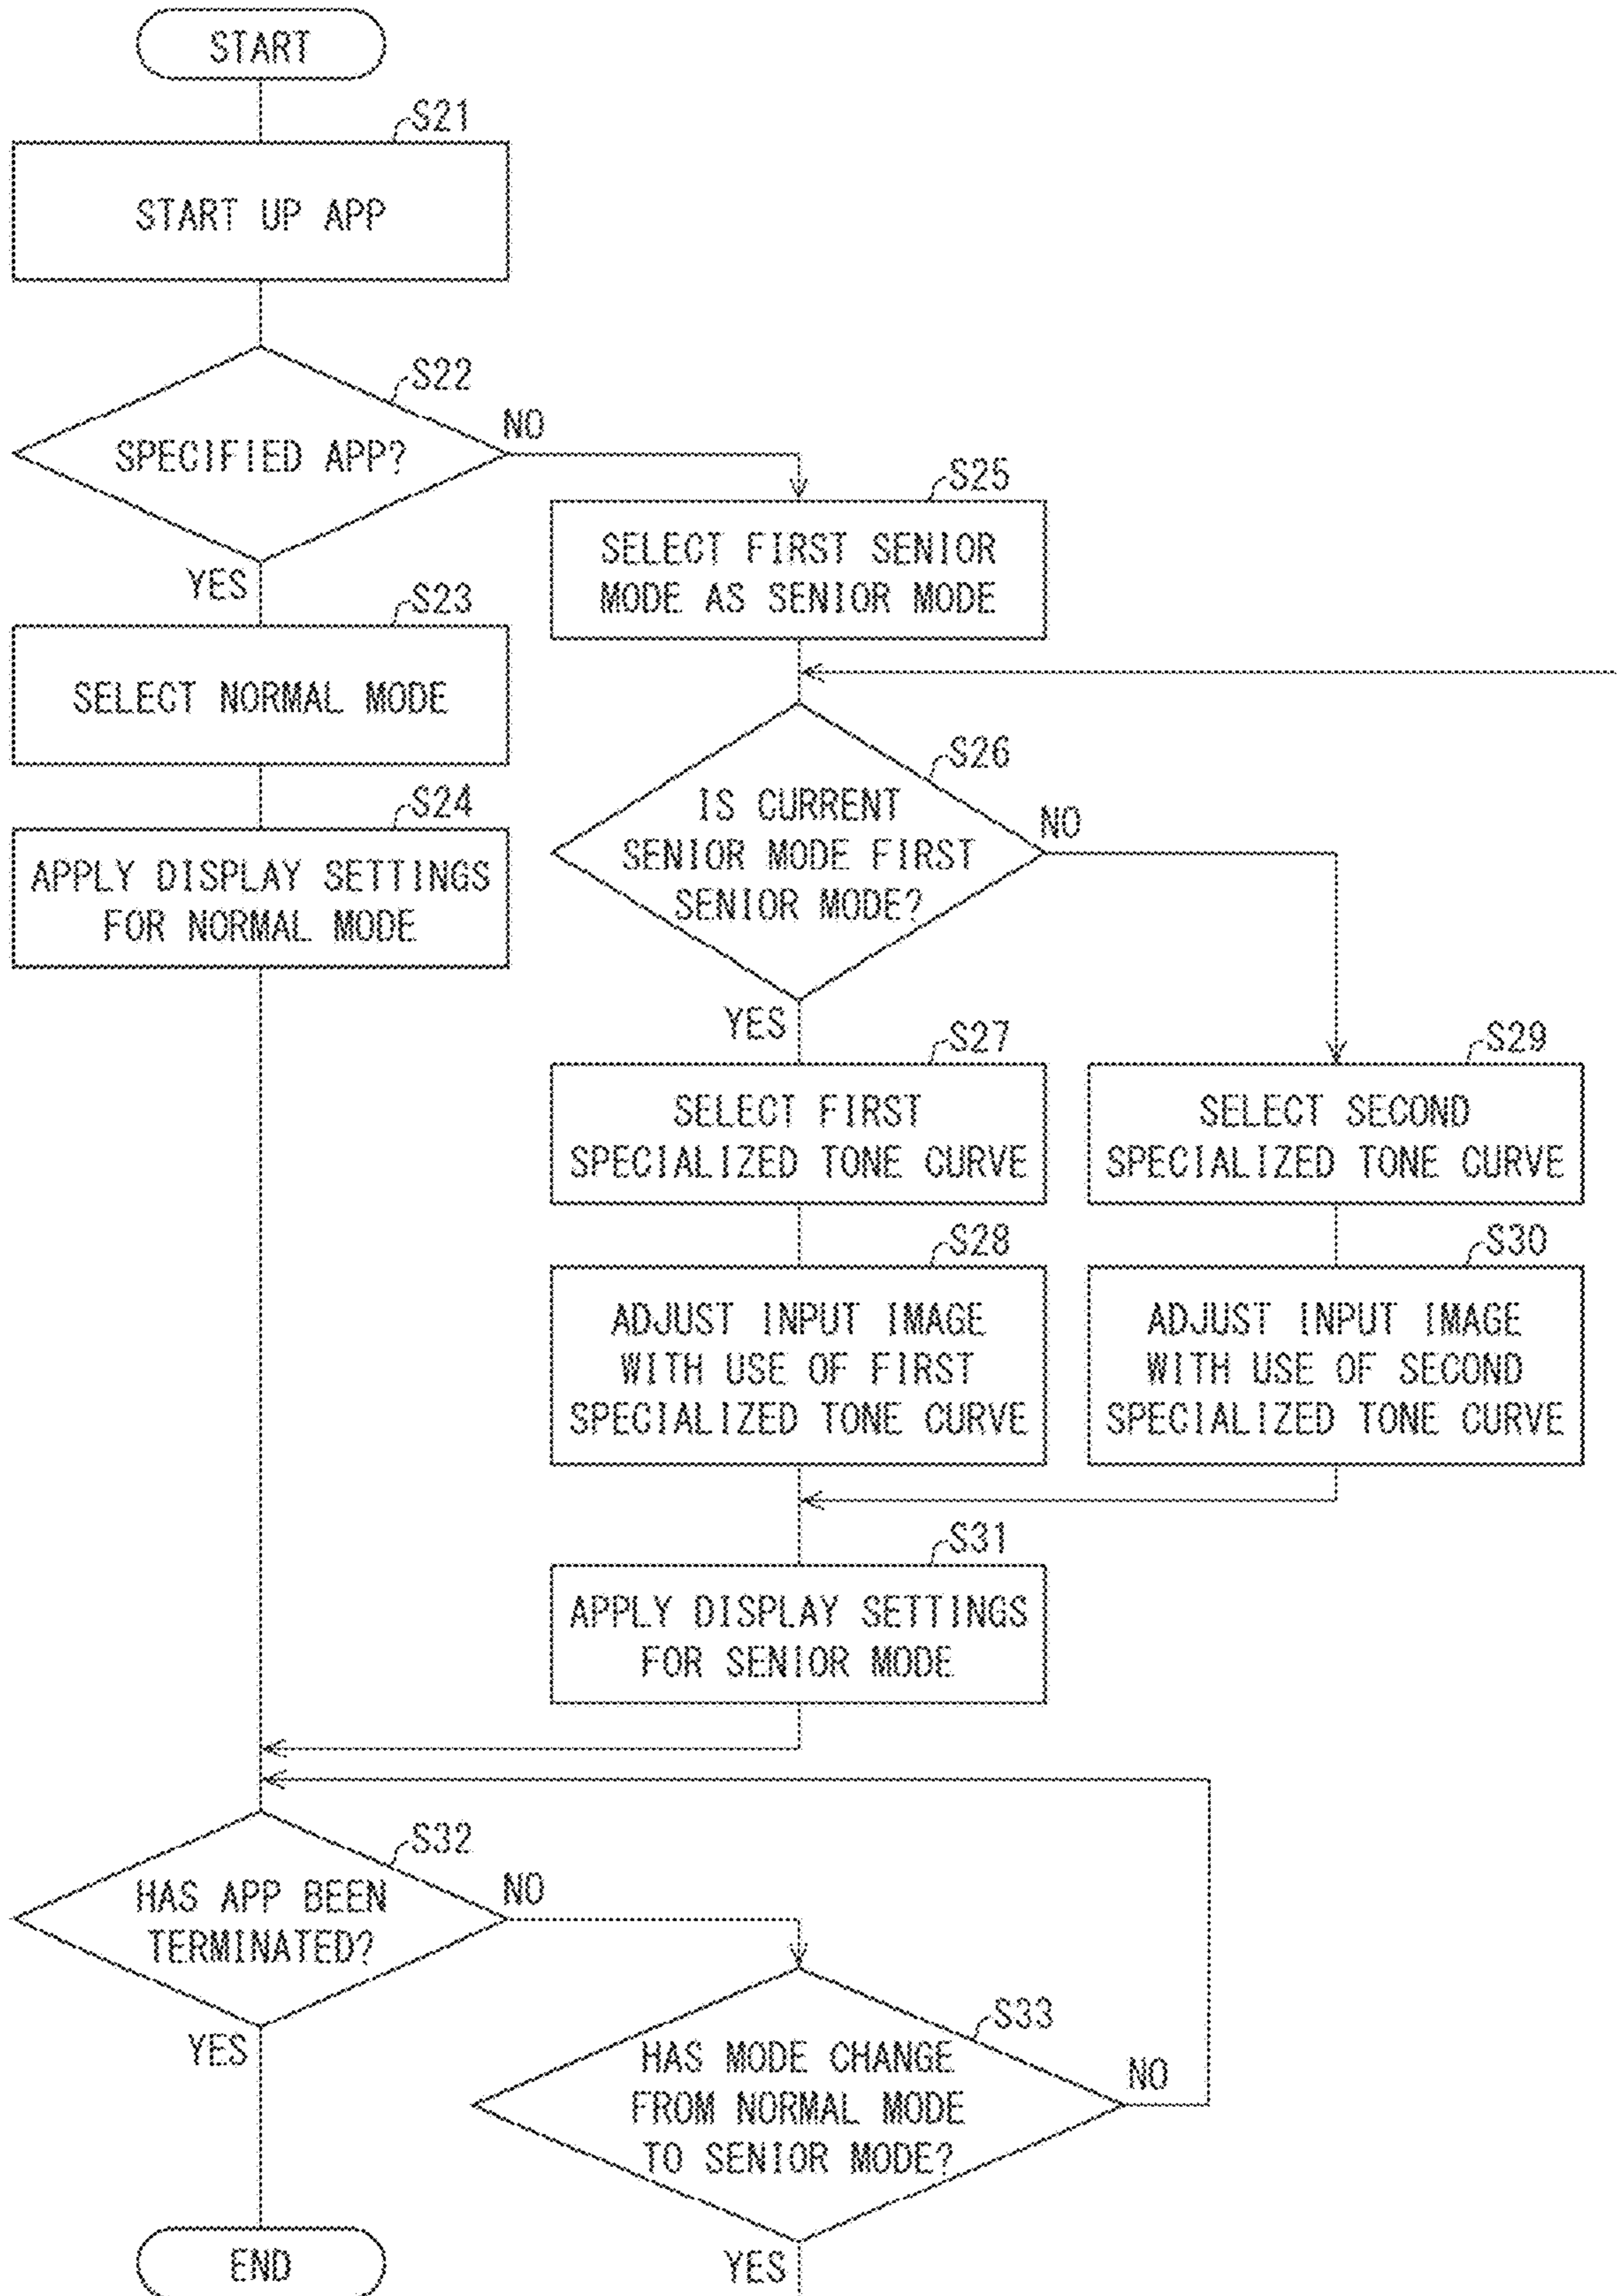 START
S21
START UP APP
S22
SPECIFIED APP?
NO
YES
S23
SELECT NORMAL MODE
S24
APPLY DISPLAY SETTINGS
FOR NORMAL MODE
S25
SELECT FIRST SENIOR
MODE AS SENIOR MODE
S26
IS CURRENT
SENIOR MODE FIRST
SENIOR MODE?
NO
YES
S27
SELECT FIRST
SPECIALIZED TONE CURVE
S28
ADJUST INPUT IMAGE
WITH USE OF FIRST
SPECIALIZED TONE CURVE
S29
SELECT SECOND
SPECIALIZED TONE CURVE
S30
ADJUST INPUT IMAGE
WITH USE OF SECOND
SPECIALIZED TONE CURVE
S31
APPLY DISPLAY SETTINGS
FOR SENIOR MODE
S32
HAS APP BEEN
TERMINATED?
NO
YES
S33
HAS MODE CHANGE
FROM NORMAL MODE
TO SENIOR MODE?
NO
YES
END